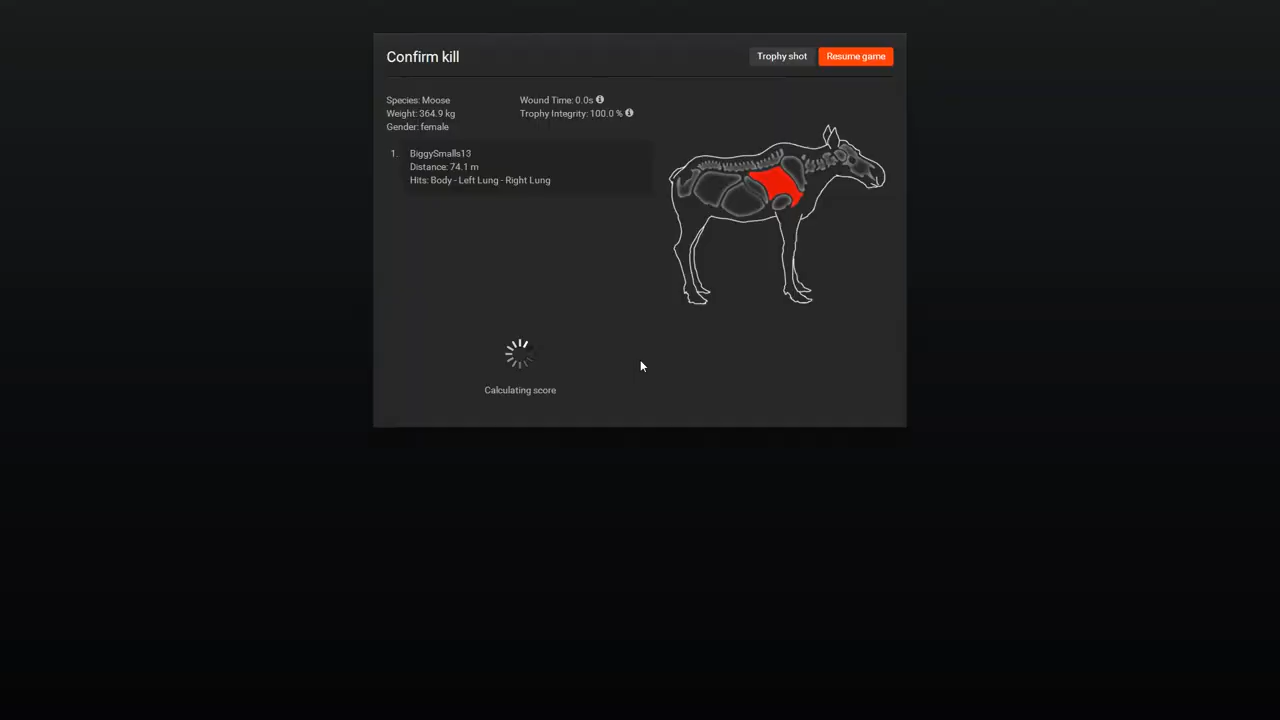 Confirm kill
Trophy shot
Resume game
Species: Moose
Weight: 364.9 kg
Gender: female
Wound Time: 0.0s
Trophy Integrity: 100.0 %
1. BiggySmalls13
Distance: 74.1 m
Hits: Body - Left Lung - Right Lung
Calculating score